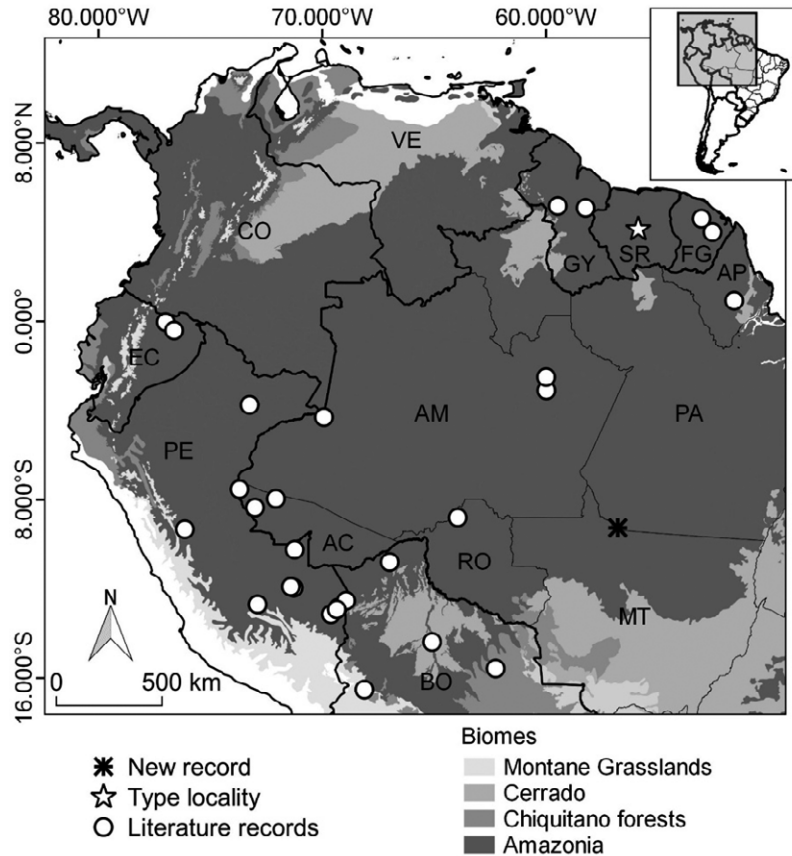 80.000°W 70.000°W 60.000°W
8.000°N
0.000°
8.000°S
16.000°S
VE
CO
GY
SR
FG
AP
EC
AM
PA
PE
AC
RO
MT
BO
N
0 500 km
New record
Type locality
Literature records
Biomes
Montane Grasslands
Cerrado
Chiquitano forests
Amazonia